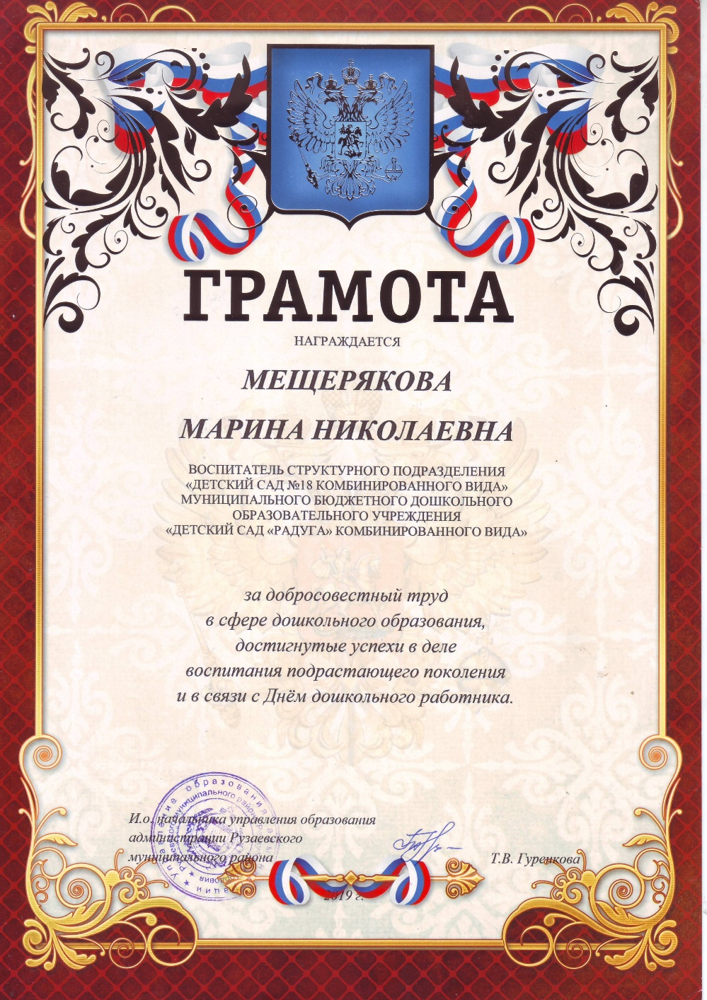 ГРАМОТА
НАГРАЖДАЕТСЯ
МЕЩЕРЯКОВА
МАРИНА НИКОЛАЕВНА
ВОСПИТАТЕЛЬ СТРУКТУРНОГО ПОДРАЗДЕЛЕНИЯ
«ДЕТСКИЙ САД №18 КОМБИНИРОВАННОГО ВИДА»
МУНИЦИПАЛЬНОГО БЮДЖЕТНОГО ДОШКОЛЬНОГО
ОБРАЗОВАТЕЛЬНОГО УЧРЕЖДЕНИЯ
«ДЕТСКИЙ САД «РАДУГА» КОМБИНИРОВАННОГО ВИДА»
за добросовестный труд
в сфере дошкольного образования,
достигнутые успехи в деле
воспитания подрастающего поколения
и в связи с Днём дошкольного работника.
И.о. начальника управления образования
администрации Рузаевского
муниципального района
Т.В. Гуренкова
2019 г.